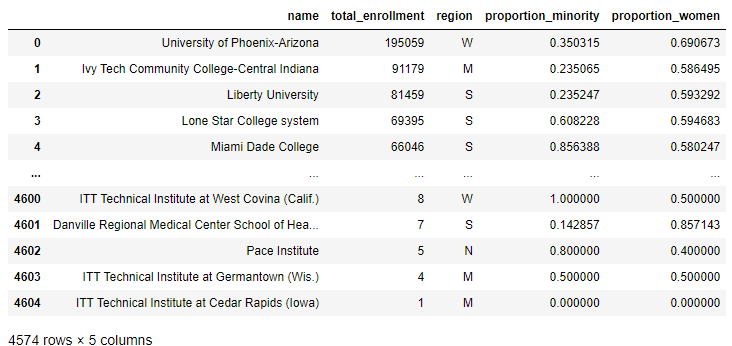 name total_enrollment region proportion_minority proportion_women
0 University of Phoenix-Arizona 195059 W 0.350315 0.690673
1 Ivy Tech Community College-Central Indiana 91179 M 0.235065 0.586495
2 Liberty University 81459 S 0.235247 0.593292
3 Lone Star College system 69395 S 0.608228 0.594683
4 Miami Dade College 66046 S 0.856388 0.580247
... ... ... ... ... ...
4600 ITT Technical Institute at West Covina (Calif.) 8 W 1.000000 0.500000
4601 Danville Regional Medical Center School of Hea... 7 S 0.142857 0.857143
4602 Pace Institute 5 N 0.800000 0.400000
4603 ITT Technical Institute at Germantown (Wis.) 4 M 0.500000 0.500000
4604 ITT Technical Institute at Cedar Rapids (Iowa) 1 M 0.000000 0.000000
4574 rows × 5 columns